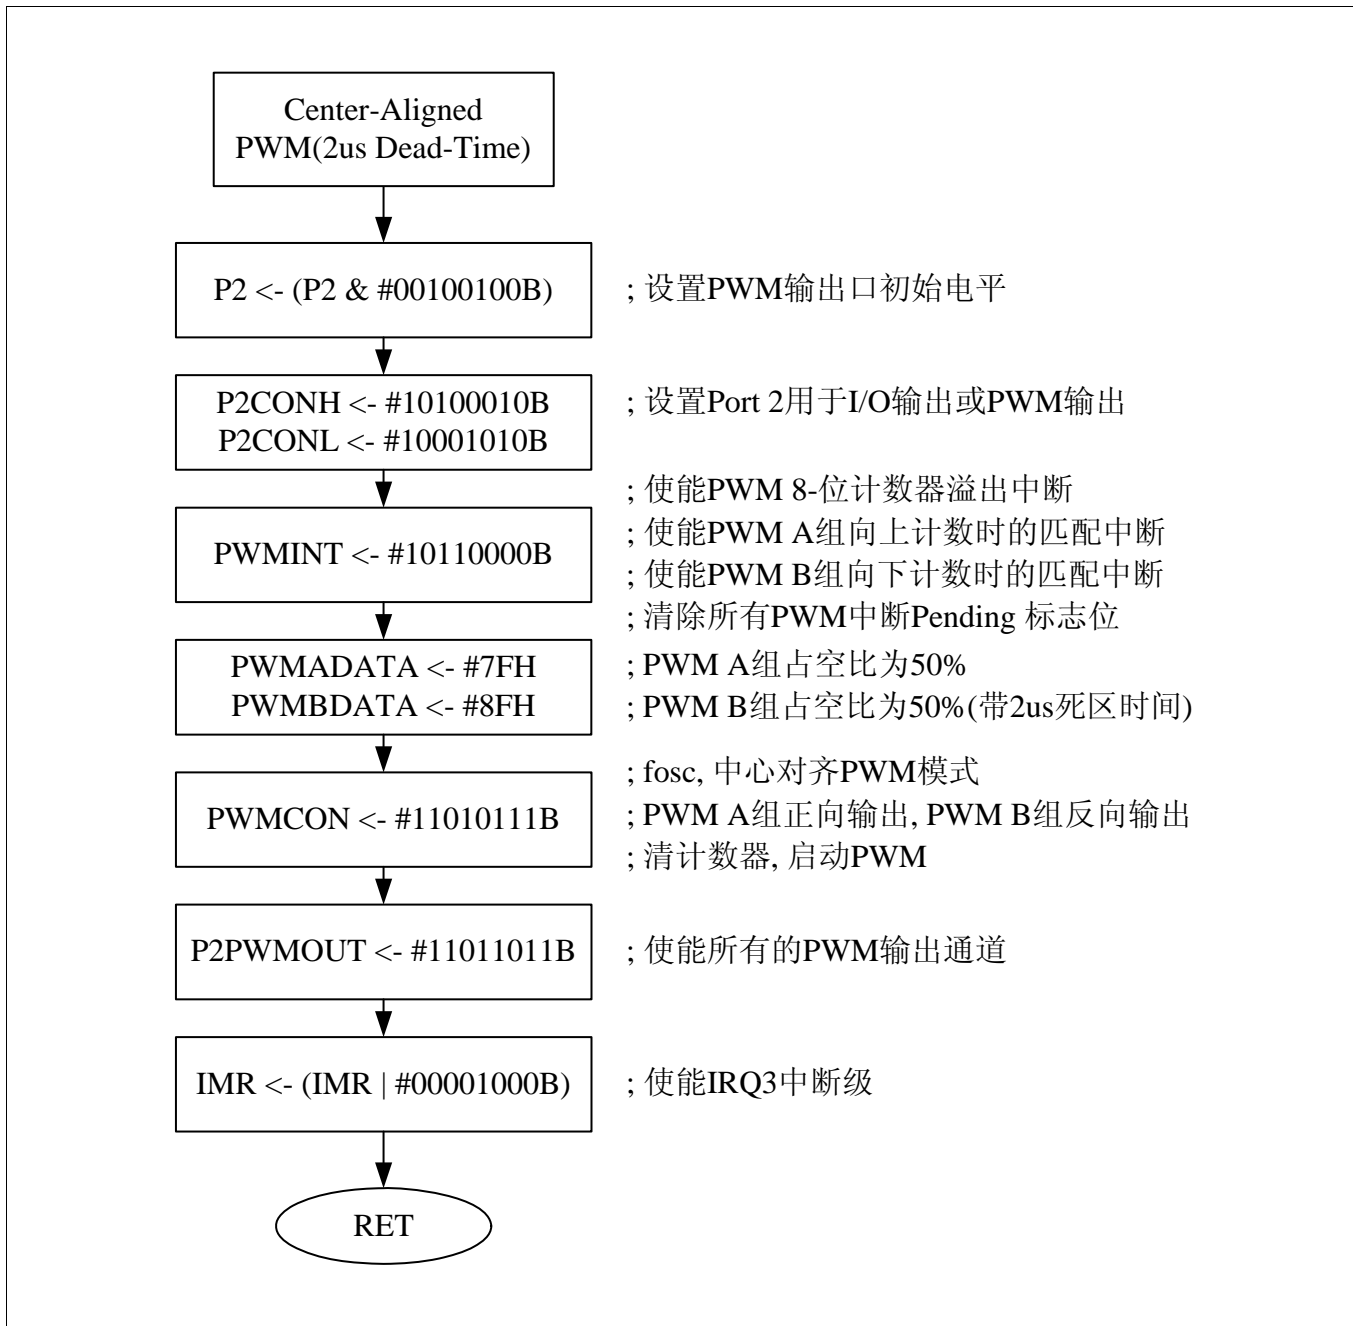 Center-Aligned
PWM(2us Dead-Time)
P2 <- (P2 & #00100100B)
; 设置PWM输出口初始电平
P2CONH <- #10100010B
; 设置Port 2用于I/O输出或PWM输出
P2CONL <- #10001010B
; 使能PWM 8-位计数器溢出中断
; 使能PWM A组向上计数时的匹配中断
PWMINT <- #10110000B
; 使能PWM B组向下计数时的匹配中断
; 清除所有PWM中断Pending 标志位
PWMADATA <- #7FH
; PWM A组占空比为50%
PWMBDATA <- #8FH
; PWM B组占空比为50%(带2us死区时间)
; fosc, 中心对齐PWM模式
PWMCON <- #11010111B
; PWM A组正向输出, PWM B组反向输出
; 清计数器, 启动PWM
P2PWMOUT <- #11011011B
; 使能所有的PWM输出通道
IMR <- (IMR | #00001000B)
; 使能IRQ3中断级
RET